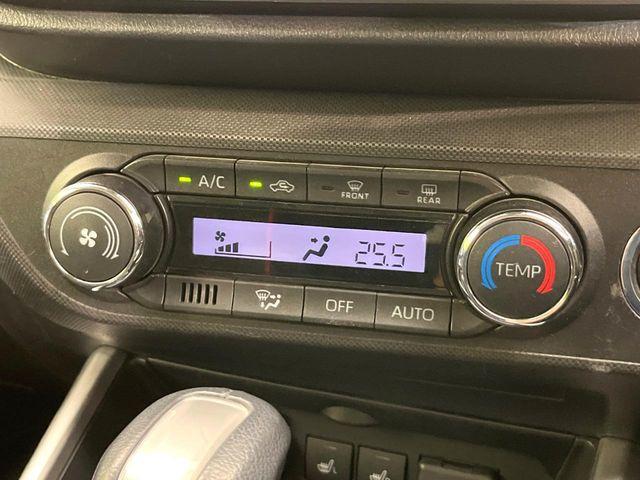 A/C
FRONT
REAR
25.5
TEMP
OFF
AUTO